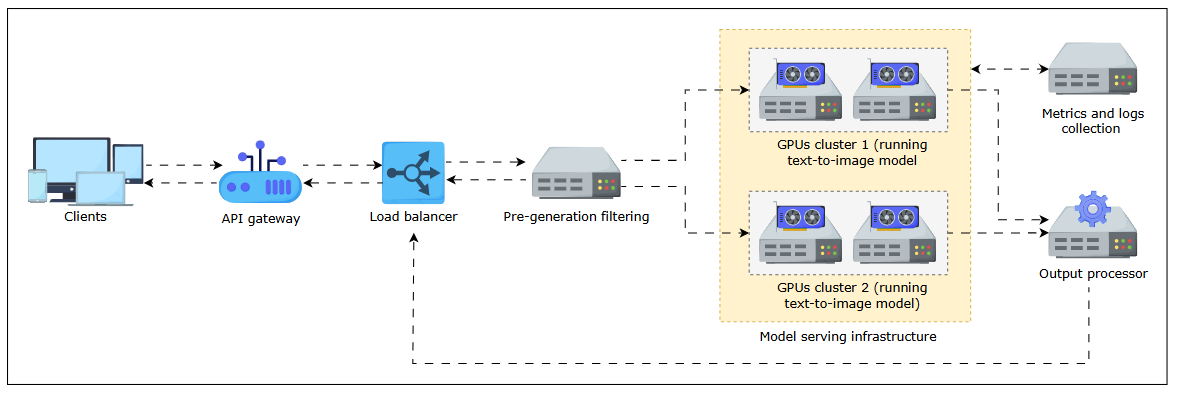 Clients
API gateway
Load balancer
Pre-generation filtering
GPUs cluster 1 (running
text-to-image model
GPUs cluster 2 (running
text-to-image model)
Model serving infrastructure
Metrics and logs
collection
Output processor